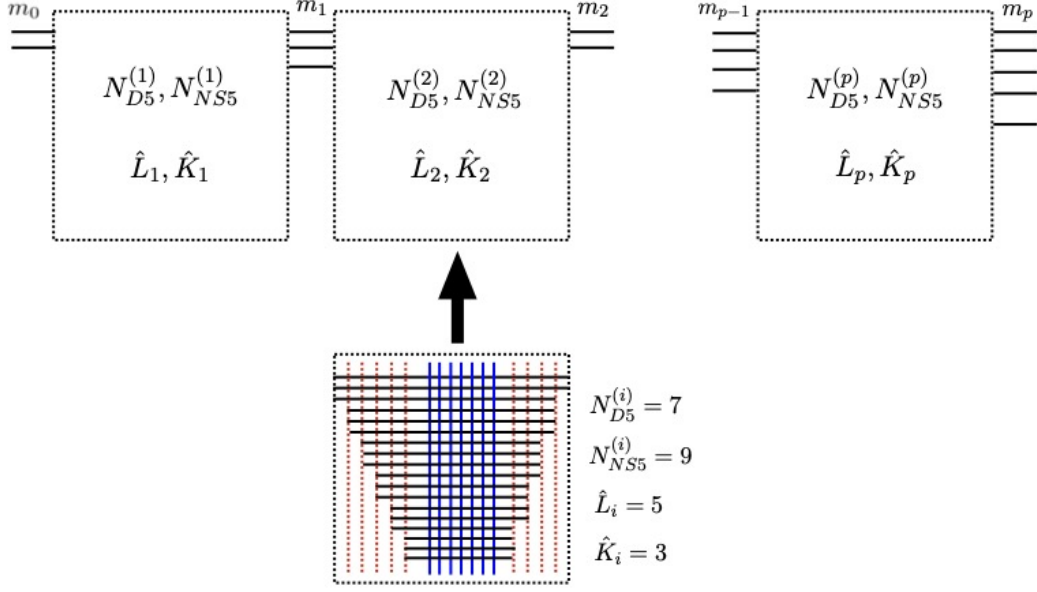 m_0 m_1 m_2 m_{p-1} m_p
N_{D5}^{(1)}, N_{NS5}^{(1)}
N_{D5}^{(2)}, N_{NS5}^{(2)}
N_{D5}^{(p)}, N_{NS5}^{(p)}
\hat{L}_1, \hat{K}_1
\hat{L}_2, \hat{K}_2
\hat{L}_p, \hat{K}_p
N_{D5}^{(i)} = 7
N_{NS5}^{(i)} = 9
\hat{L}_i = 5
\hat{K}_i = 3